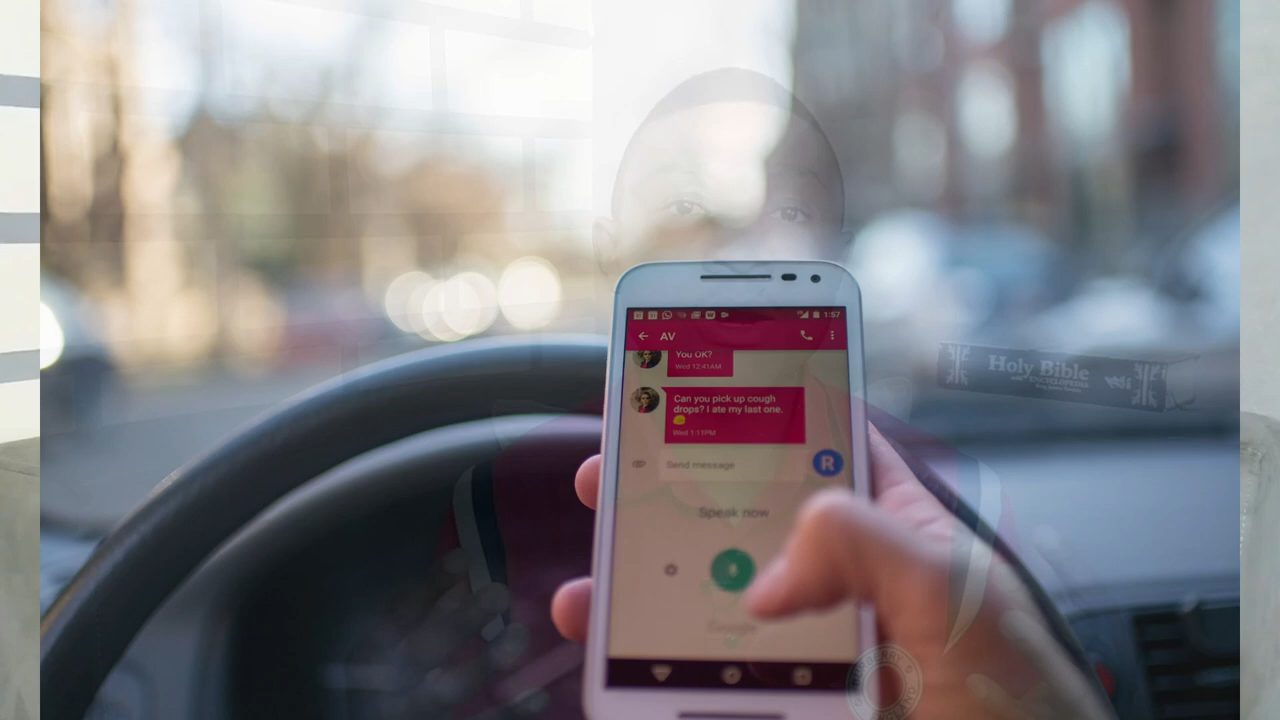 1:57
AV
You OK?
Wed 12:41AM
Can you pick up cough
drops? I ate my last one.
Wed 1:11PM
Send message
R
Speak now
Holy Bible
ENCYCLOPEDIA